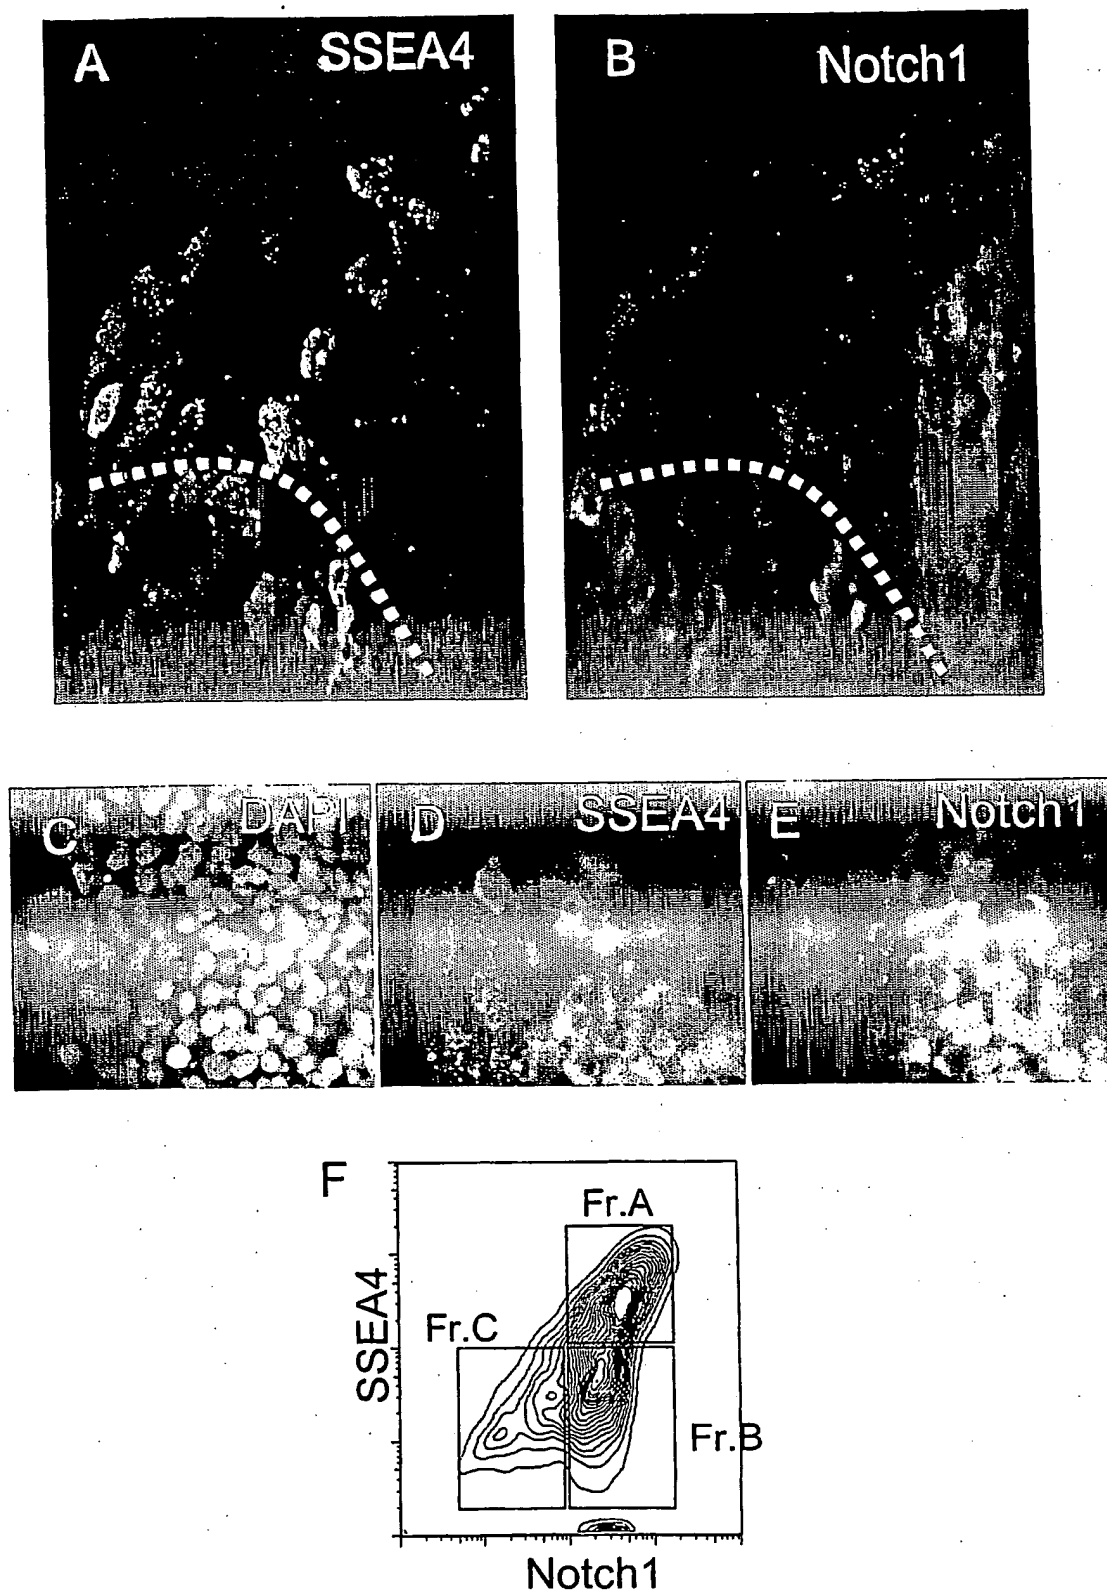 A SSEA4
B Notch1
C DAPI
D SSEA4
E Notch1
F
Fr.A
Fr.C
Fr.B
SSEA4
Notch1